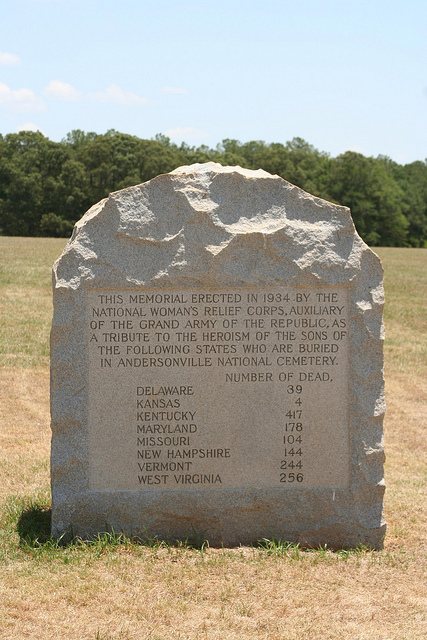 THIS MEMORIAL ERECTED IN 1934 BY THE
NATIONAL WOMAN'S RELIEF CORPS, AUXILIARY
OF THE GRAND ARMY OF THE REPUBLIC, AS
A TRIBUTE TO THE HEROISM OF THE SONS OF
THE FOLLOWING STATES WHO ARE BURIED
IN ANDERSONVILLE NATIONAL CEMETERY.
NUMBER OF DEAD,
DELAWARE 39
KANSAS 4
KENTUCKY 417
MARYLAND 178
MISSOURI 104
NEW HAMPSHIRE 144
VERMONT 244
WEST VIRGINIA 256